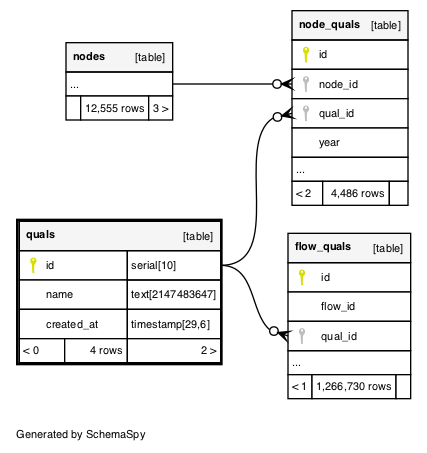 node_quals [table]
id
node_id
qual_id
year
...
< 2 4,486 rows
nodes [table]
...
12,555 rows 3 >
quals [table]
id serial[10]
name text[2147483647]
created_at timestamp[29,6]
< 0 4 rows 2 >
flow_quals [table]
id
flow_id
qual_id
...
< 1 1,266,730 rows
Generated by SchemaSpy